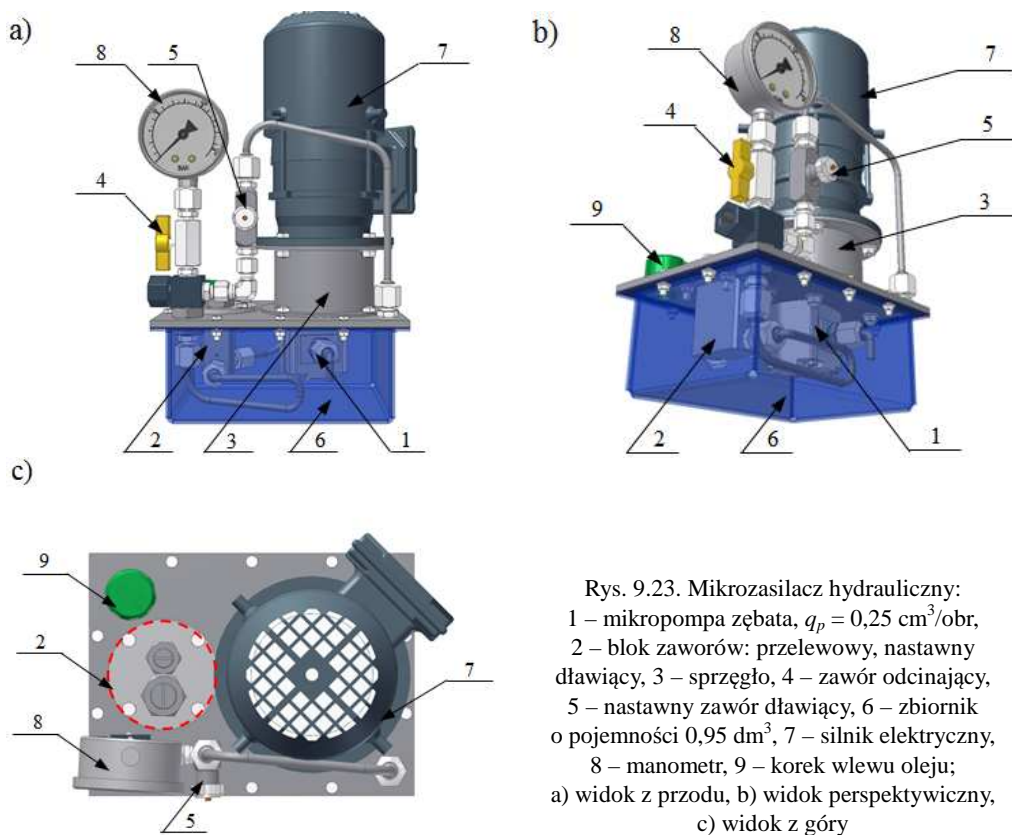 a)
8
5
7
4
BAR
2
3
6
1
b)
8
7
4
5
9
3
2
6
1
c)
9
2
8
7
5
Rys. 9.23. Mikrozasilacz hydrauliczny:
1 – mikropompa zębata, qₚ = 0,25 cm³/obr,
2 – blok zaworów: przelewowy, nastawny
dławiący, 3 – sprzęgło, 4 – zawór odcinający,
5 – nastawny zawór dławiący, 6 – zbiornik
o pojemności 0,95 dm³, 7 – silnik elektryczny,
8 – manometr, 9 – korek wlewu oleju;
a) widok z przodu, b) widok perspektywiczny,
c) widok z góry